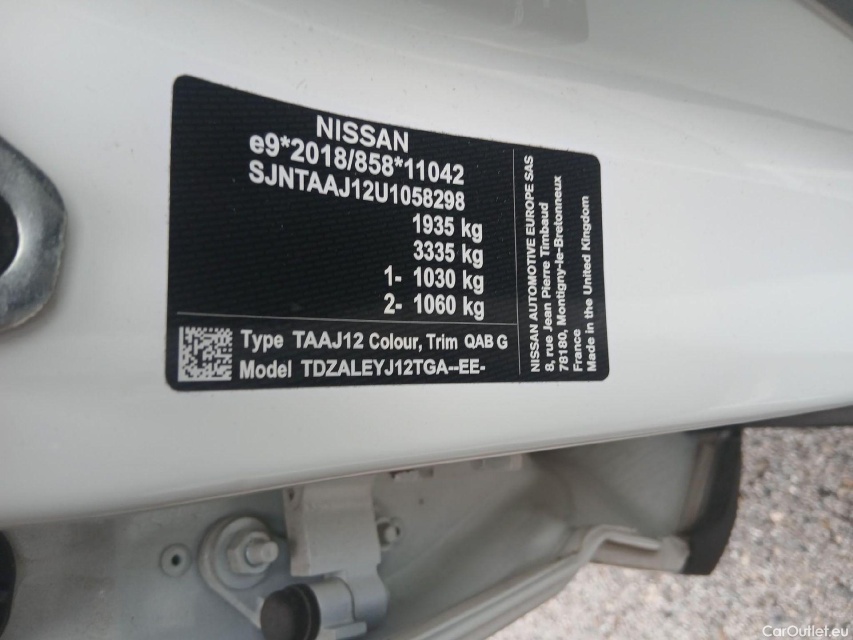 NISSAN
e9*2018/858*11042
SJNTAAJ12U1058298
1935 kg
3335 kg
1- 1030 kg
2- 1060 kg
Type TAAJ12 Colour, Trim QAB G
Model TDZALEYJ12TGA--EE-
NISSAN AUTOMOTIVE EUROPE SAS
8, rue Jean Pierre Timbaud
78180, Montigny-le-Bretonneux
France
Made in the United Kingdom
CarOutlet.eu